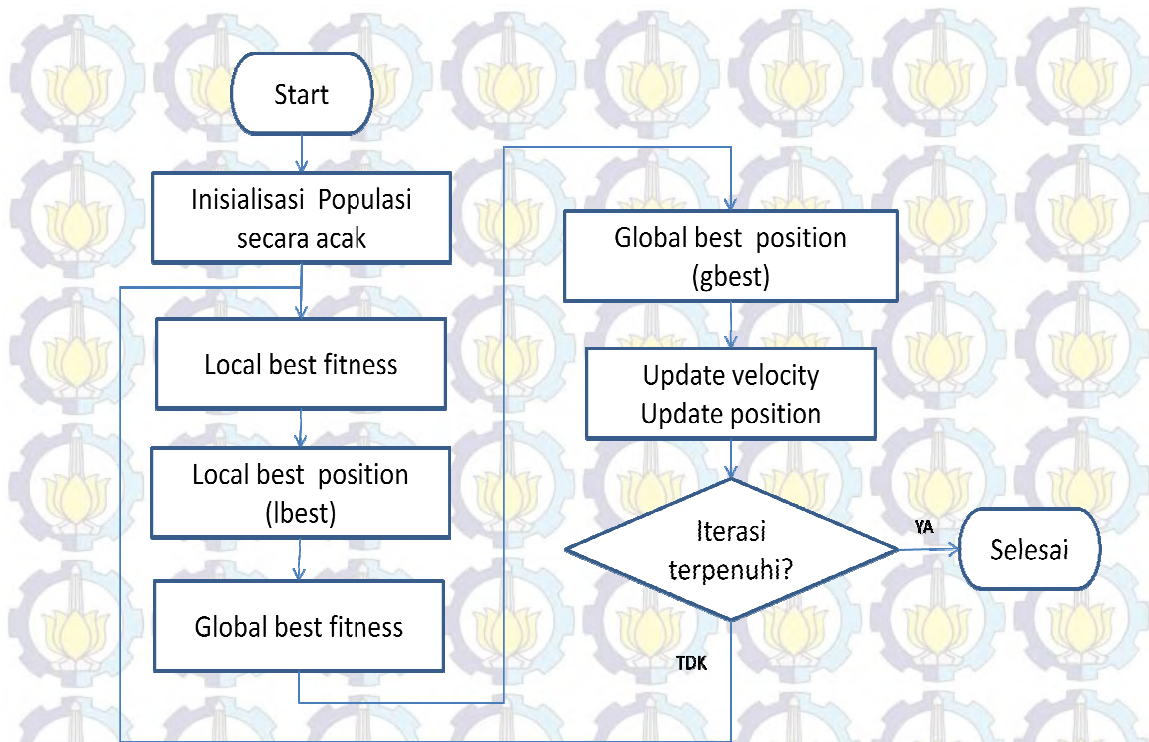 Start
Inisialisasi Populasi
secara acak
Local best fitness
Local best position
(lbest)
Global best fitness
Global best position
(gbest)
Update velocity
Update position
Iterasi
terpenuhi?
YA
Selesai
TDK